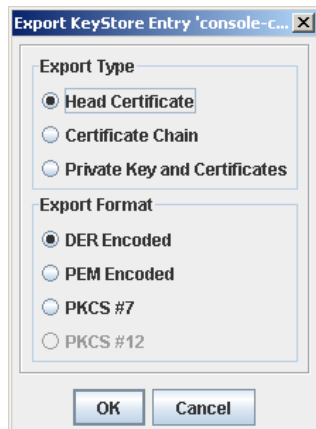 Export KeyStore Entry 'console-c...
Export Type
Head Certificate
Certificate Chain
Private Key and Certificates
Export Format
DER Encoded
PEM Encoded
PKCS #7
PKCS #12
OK
Cancel